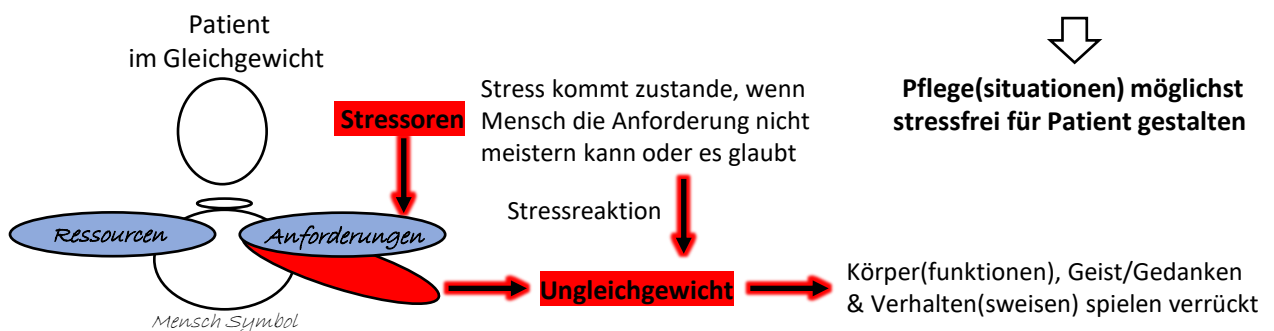 Patient
im Gleichgewicht
Stressoren
Stress kommt zustande, wenn
Mensch die Anforderung nicht
meistern kann oder es glaubt
Pflege(situationen) möglichst
stressfrei für Patient gestalten
Ressourcen
Anforderungen
Stressreaktion
Ungleichgewicht
Körper(funktionen), Geist/Gedanken
& Verhalten(sweisen) spielen verrückt
Mensch Symbol